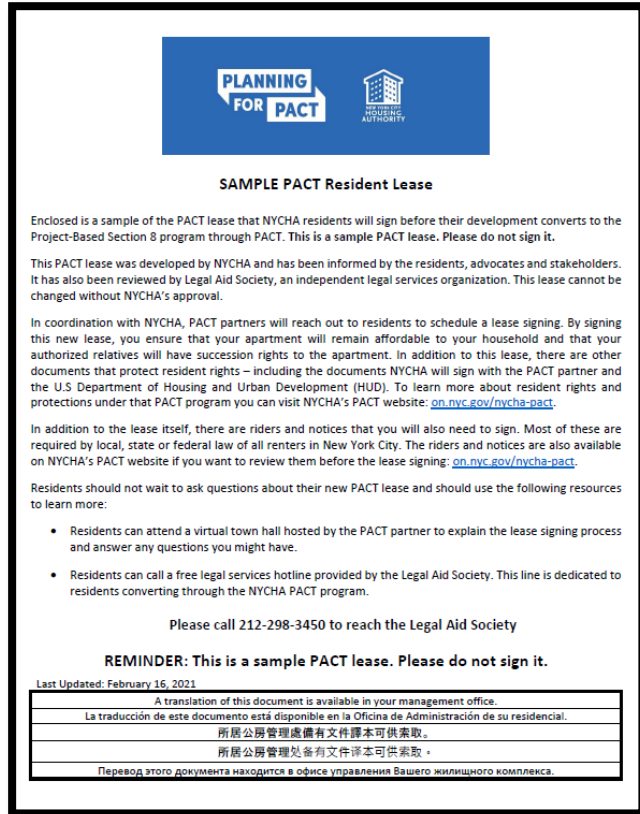 PLANNING
FOR PACT
NEW YORK CITY
HOUSING
AUTHORITY
SAMPLE PACT Resident Lease
Enclosed is a sample of the PACT lease that NYCHA residents will sign before their development converts to the
Project-Based Section 8 program through PACT. This is a sample PACT lease. Please do not sign it.
This PACT lease was developed by NYCHA and has been informed by the residents, advocates and stakeholders.
It has also been reviewed by Legal Aid Society, an independent legal services organization. This lease cannot be
changed without NYCHA's approval.
In coordination with NYCHA, PACT partners will reach out to residents to schedule a lease signing. By signing
this new lease, you ensure that your apartment will remain affordable to your household and that your
authorized relatives will have succession rights to the apartment. In addition to this lease, there are other
documents that protect resident rights – including the documents NYCHA will sign with the PACT partner and
the U.S Department of Housing and Urban Development (HUD). To learn more about resident rights and
protections under that PACT program you can visit NYCHA's PACT website: on.nyc.gov/nycha-pact.
In addition to the lease itself, there are riders and notices that you will also need to sign. Most of these are
required by local, state or federal law of all renters in New York City. The riders and notices are also available
on NYCHA's PACT website if you want to review them before the lease signing: on.nyc.gov/nycha-pact.
Residents should not wait to ask questions about their new PACT lease and should use the following resources
to learn more:
• Residents can attend a virtual town hall hosted by the PACT partner to explain the lease signing process
and answer any questions you might have.
• Residents can call a free legal services hotline provided by the Legal Aid Society. This line is dedicated to
residents converting through the NYCHA PACT program.
Please call 212-298-3450 to reach the Legal Aid Society
REMINDER: This is a sample PACT lease. Please do not sign it.
Last Updated: February 16, 2021
A translation of this document is available in your management office.
La traducción de este documento está disponible en la Oficina de Administración de su residencial.
所居公房管理處備有文件譯本可供索取。
所居公房管理处备有文件译本可供索取。
Перевод этого документа находится в офисе управления Вашего жилищного комплекса.